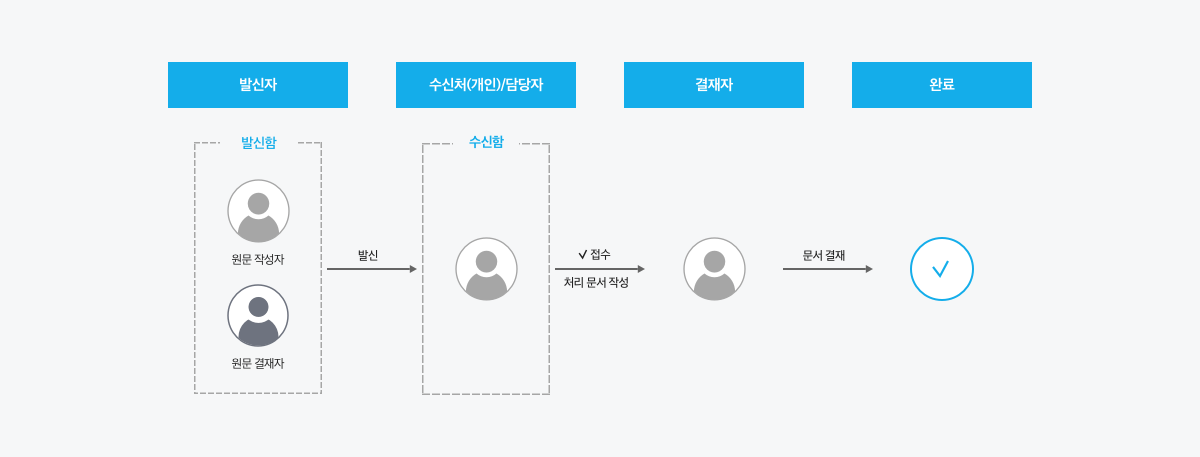 발신자
수신처(개인)/담당자
결재자
완료
발신함
수신함
원문 작성자
원문 결재자
발신
접수
처리 문서 작성
문서 결재